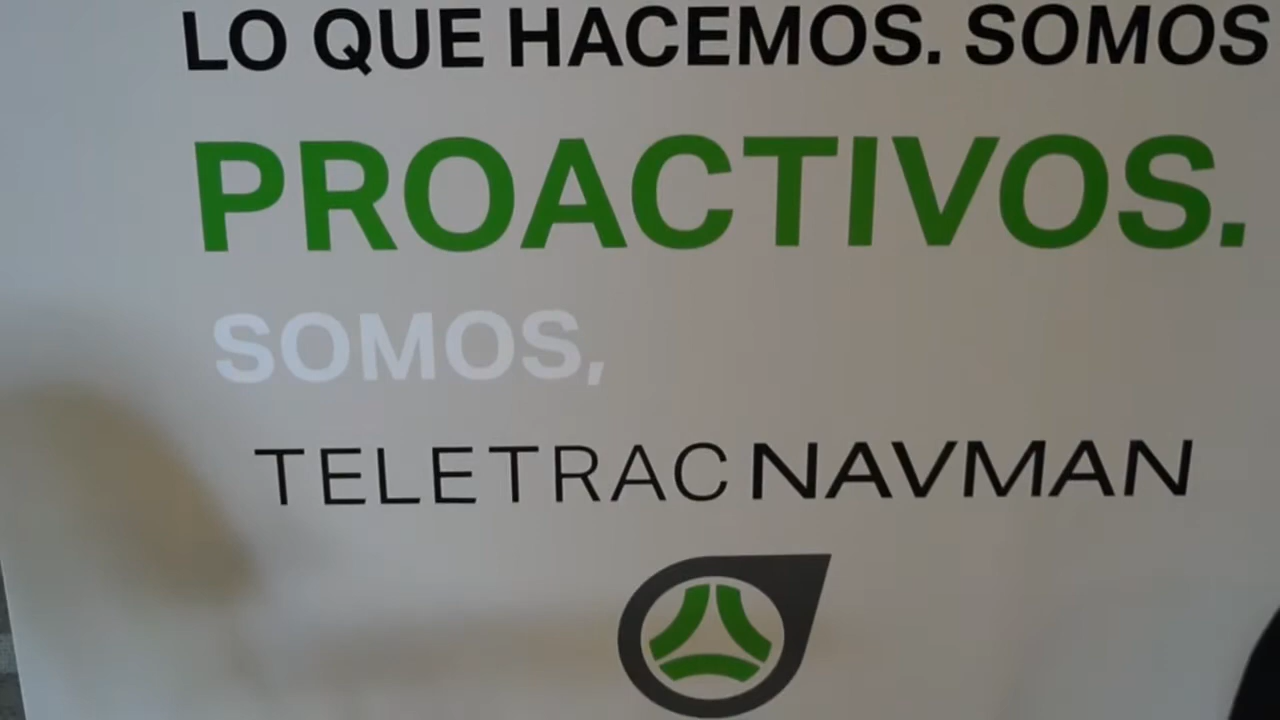 LO QUE HACEMOS. SOMOS
PROACTIVOS.
SOMOS,
TELETRAC NAVMAN